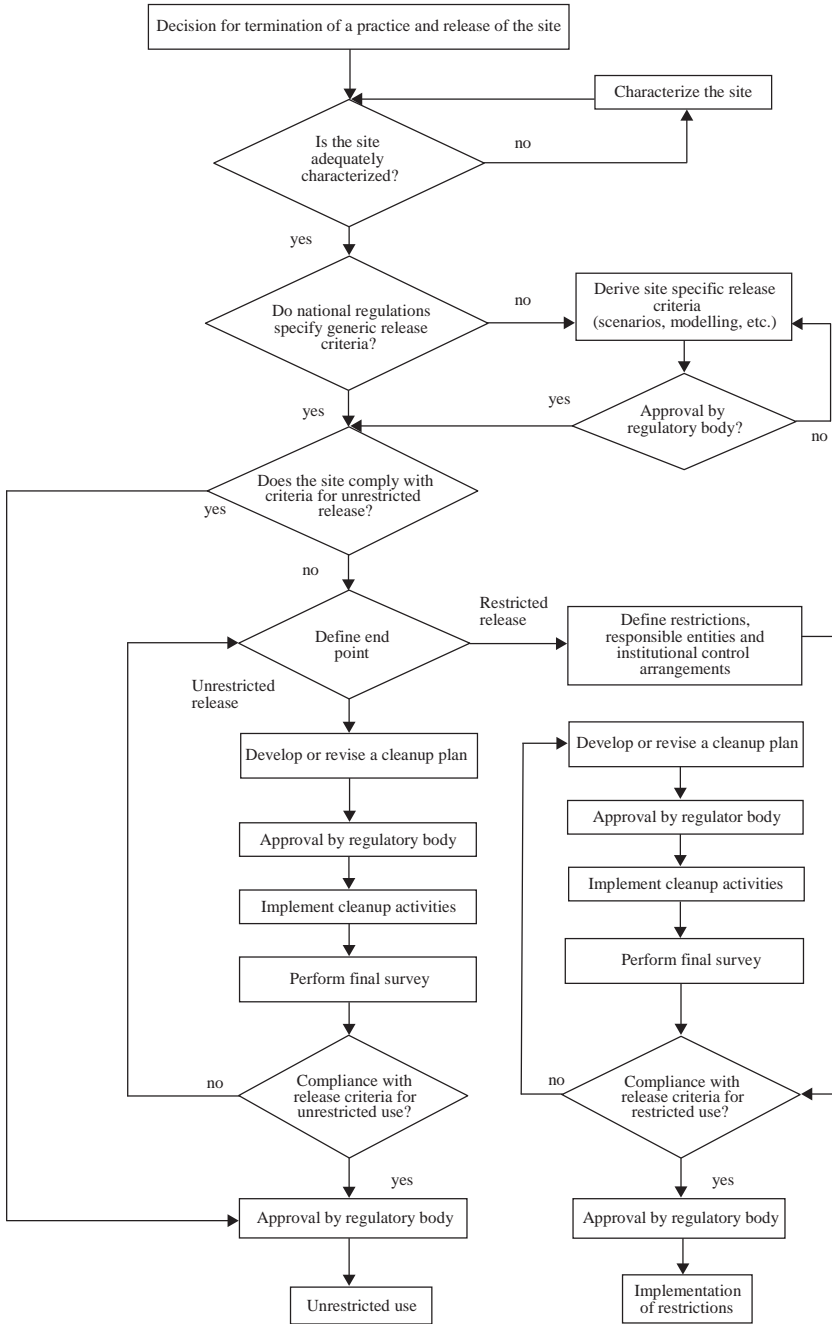 Decision for termination of a practice and release of the site
Characterize the site
Is the site
adequately
characterized?
no
yes
Do national regulations
specify generic release
criteria?
no
Derive site specific release
criteria
(scenarios, modelling, etc.)
yes
yes
Approval by
regulatory body?
no
Does the site comply with
criteria for unrestricted
release?
yes
no
Define end
point
Restricted
release
Define restrictions,
responsible entities and
institutional control
arrangements
Unrestricted
release
Develop or revise a cleanup plan
Approval by regulatory body
Implement cleanup activities
Perform final survey
no
Compliance with
release criteria for
unrestricted use?
yes
Approval by regulatory body
Unrestricted use
Develop or revise a cleanup plan
Approval by regulator body
Implement cleanup activities
Perform final survey
no
Compliance with
release criteria for
restricted use?
yes
Approval by regulatory body
Implementation
of restrictions